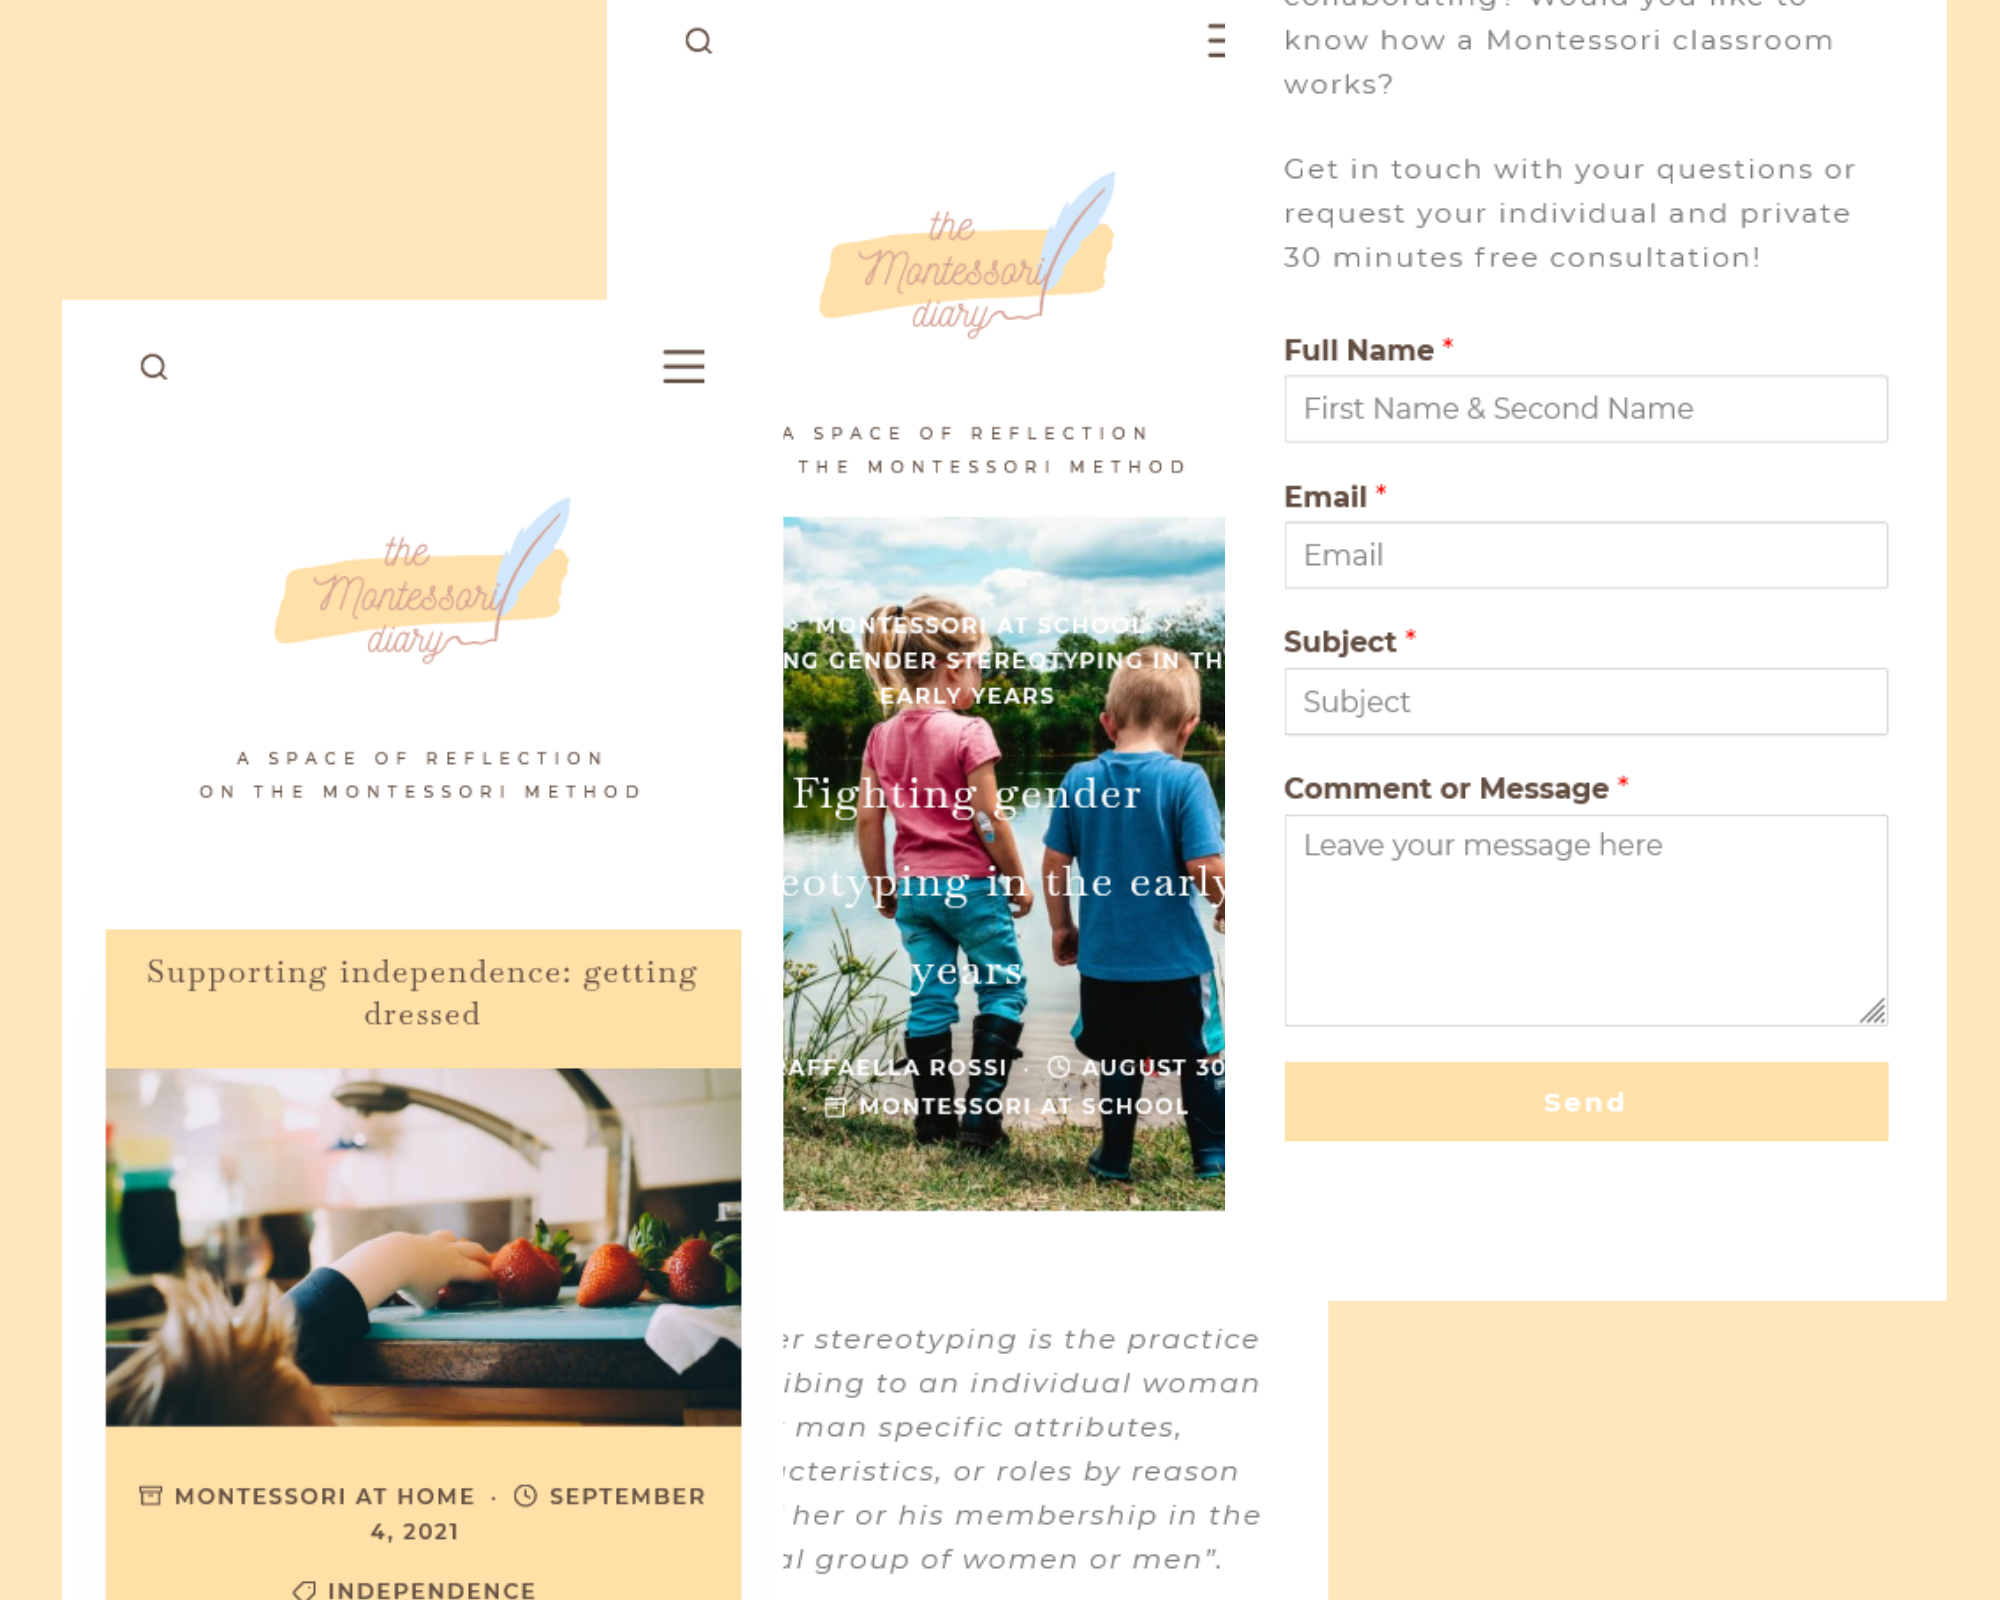 the
Montessori
diary
A SPACE OF REFLECTION
ON THE MONTESSORI METHOD
Supporting independence: getting
dressed
MONTESSORI AT HOME · SEPTEMBER
4, 2021
INDEPENDENCE
the
Montessori
diary
A SPACE OF REFLECTION
THE MONTESSORI METHOD
> MONTESSORI AT SCHOOL >
NG GENDER STEREOTYPING IN TH
EARLY YEARS
Fighting gender
eotyping in the early
years
AFFAELLA ROSSI · AUGUST 30
· MONTESSORI AT SCHOOL
er stereotyping is the practice
ibing to an individual woman
man specific attributes,
cteristics, or roles by reason
her or his membership in the
al group of women or men”.
know how a Montessori classroom
works?
Get in touch with your questions or
request your individual and private
30 minutes free consultation!
Full Name *
First Name & Second Name
Email *
Email
Subject *
Subject
Comment or Message *
Leave your message here
Send